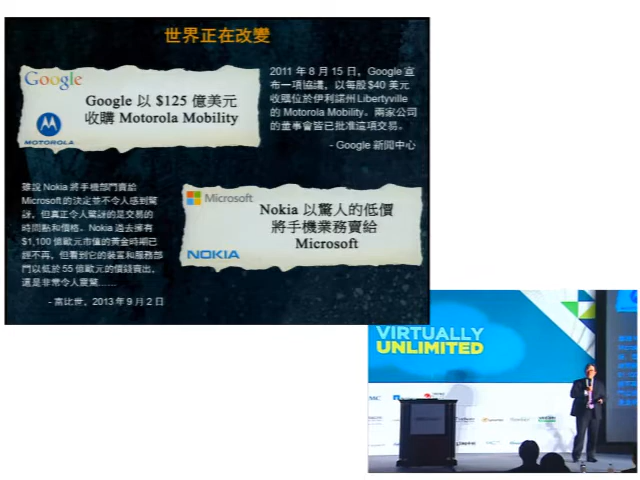 世界正在改變
Google
Google 以 $125 億美元
收購 Motorola Mobility
MOTOROLA
2011 年 8 月 15 日，Google 宣
布一項協議，以每股 $40 美元
收購位於伊利諾州 Libertyville
的 Motorola Mobility。兩家公司
的董事會皆已批准這項交易。
- Google 新聞中心
雖說 Nokia 將手機部門賣給
Microsoft 的決定並不令人感到驚
訝，但真正令人驚訝的是交易的
時間點和價格。Nokia 過去擁有
$1,100 億歐元市值的黃金時期已
經不再，但看到它的裝置和服務部
門以低於 55 億歐元的價錢賣出，
還是非常令人震驚......
- 富比世，2013 年 9 月 2 日
Microsoft
Nokia 以驚人的低價
將手機業務賣給
Microsoft
NOKIA
VIRTUALLY
UNLIMITED